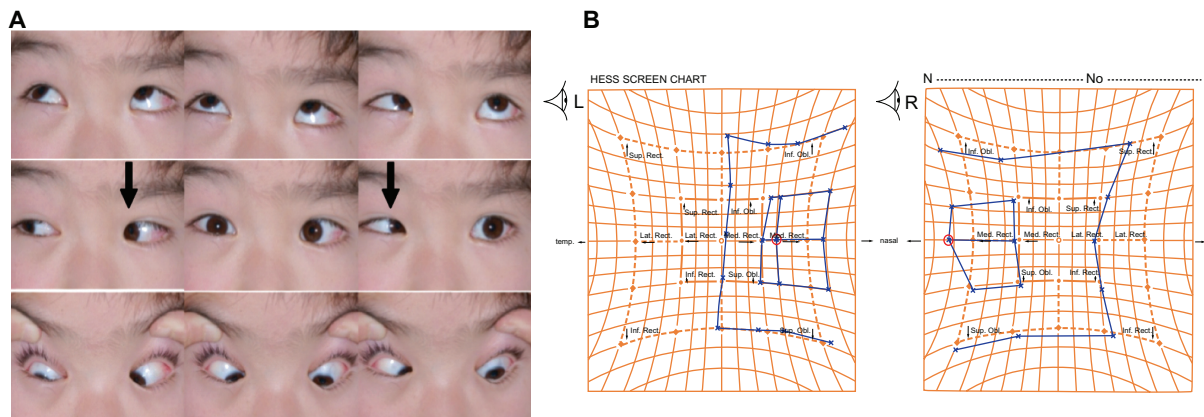 A
B
HESS SCREEN CHART
N No
L
R
Sup. Rect. Inf. Obl.
Inf. Obl. Sup. Rect.
Sup. Rect. Inf. Obl.
Inf. Obl. Sup. Rect.
temp. Lat. Rect. Lat. Rect. Med. Rect. Med. Rect.
nasal Med. Rect. Med. Rect. Lat. Rect. Lat. Rect.
Inf. Rect. Sup. Obl.
Sup. Obl. Inf. Rect.
Inf. Rect. Sup. Obl.
Sup. Obl. Inf. Rect.